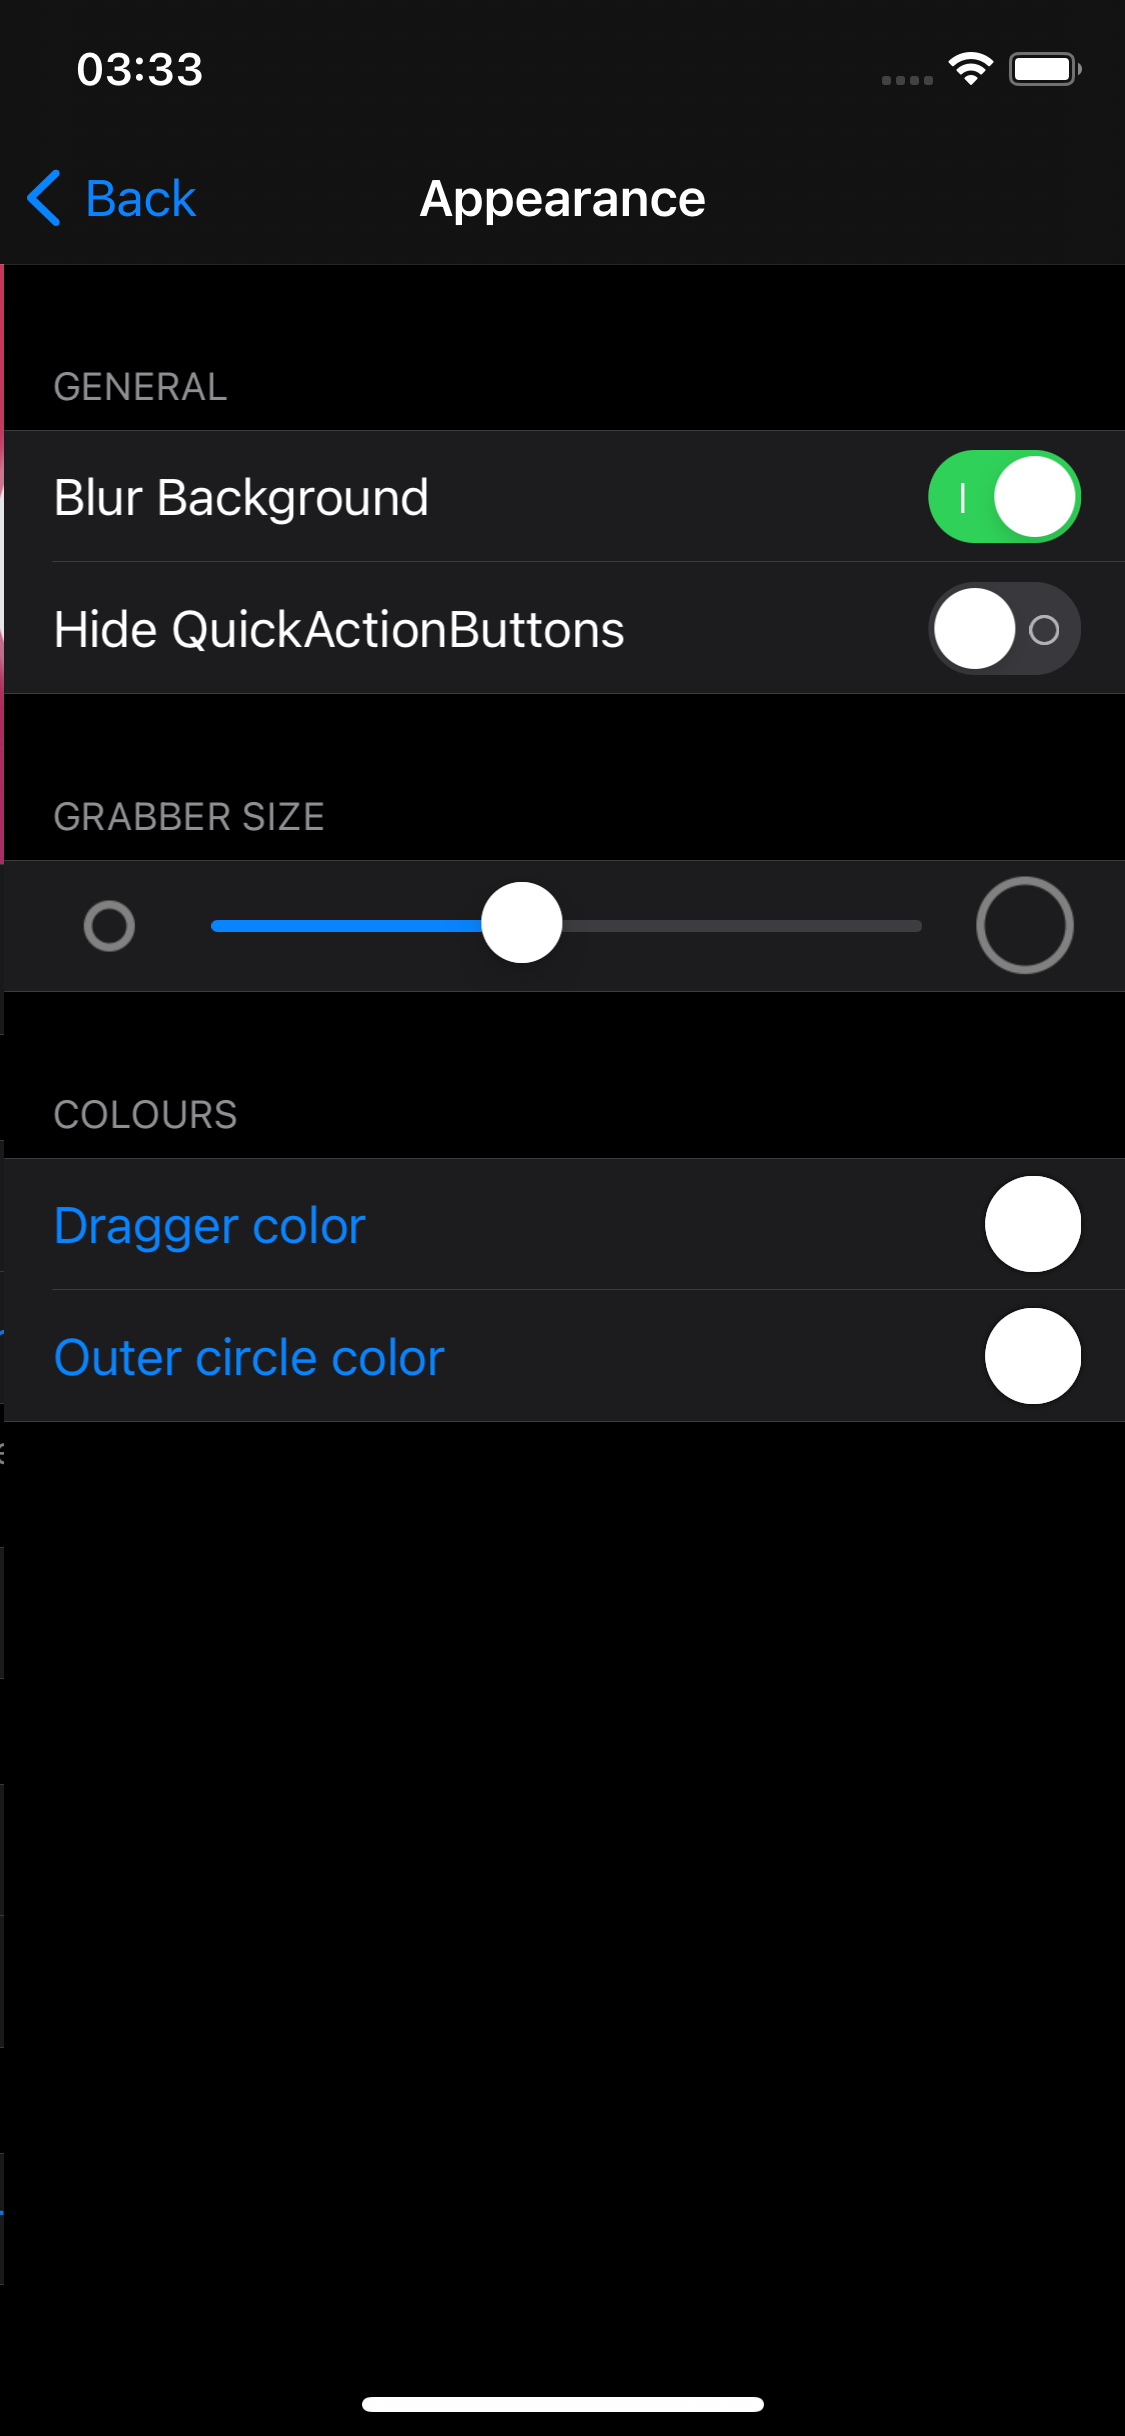 03:33
Back
Appearance
GENERAL
Blur Background
Hide QuickActionButtons
GRABBER SIZE
COLOURS
Dragger color
Outer circle color